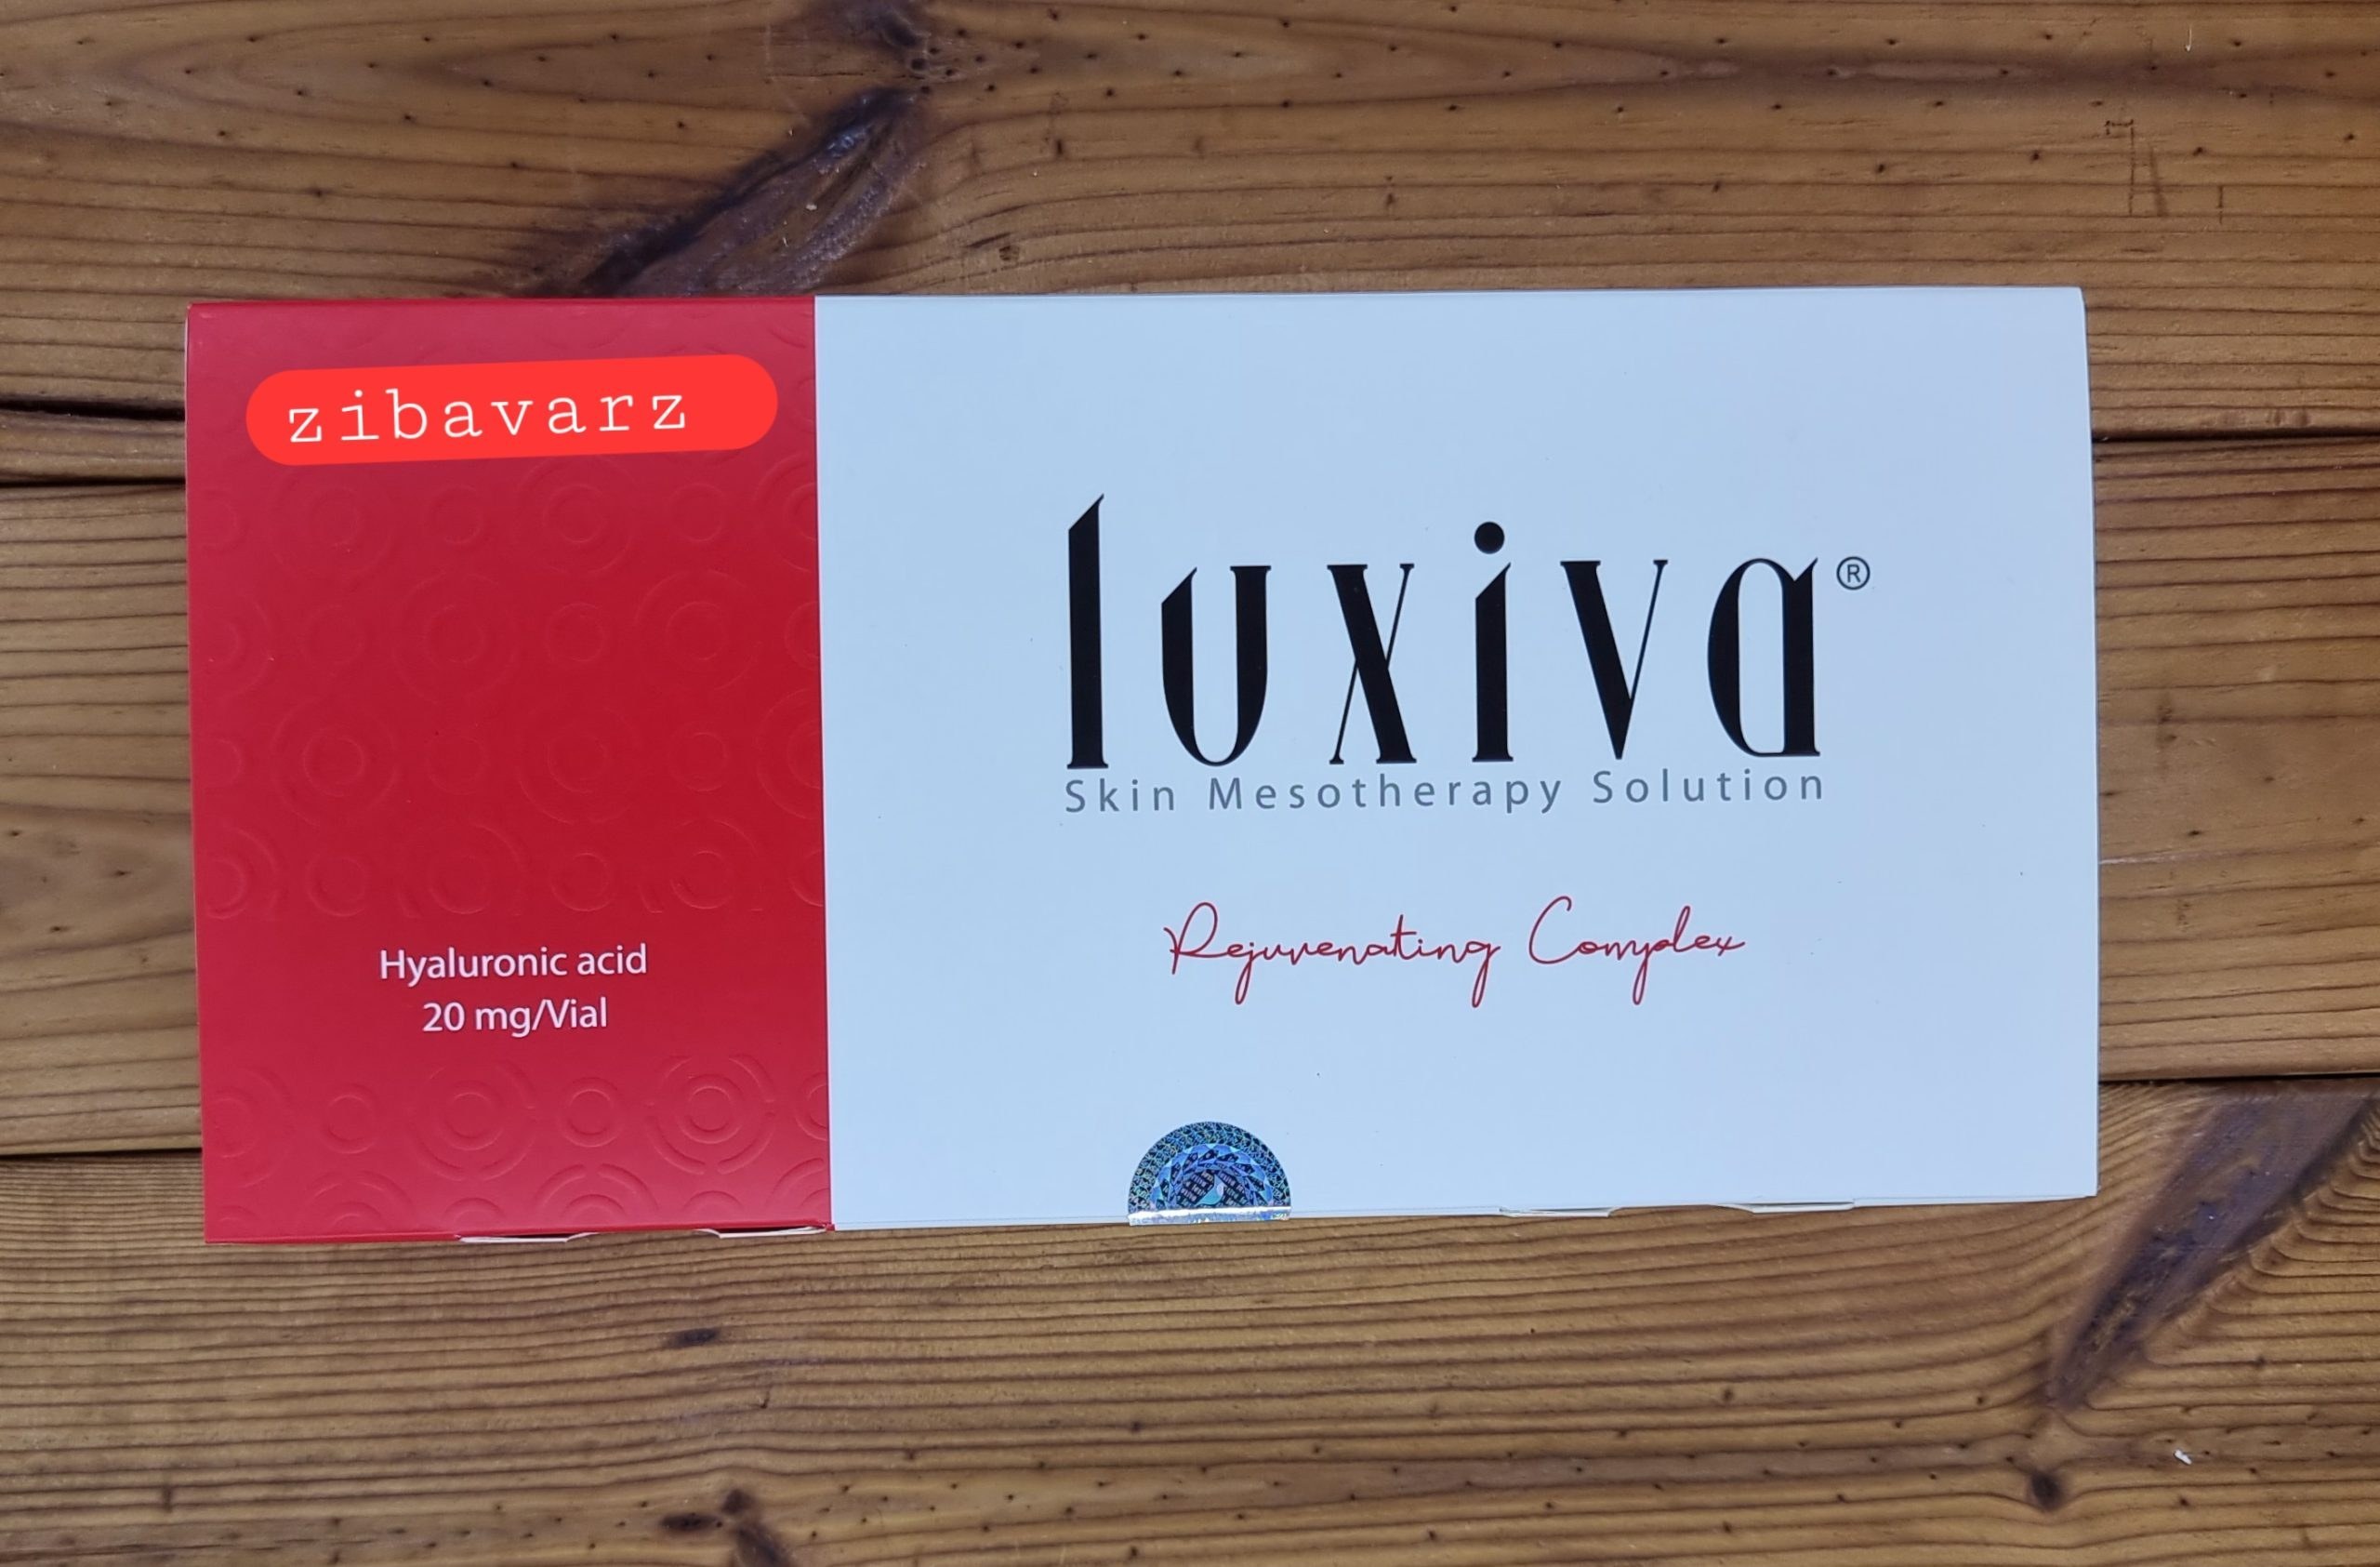 zibavarz
Hyaluronic acid
20 mg/Vial
luxiva®
Skin Mesotherapy Solution
Rejuvenating Complex